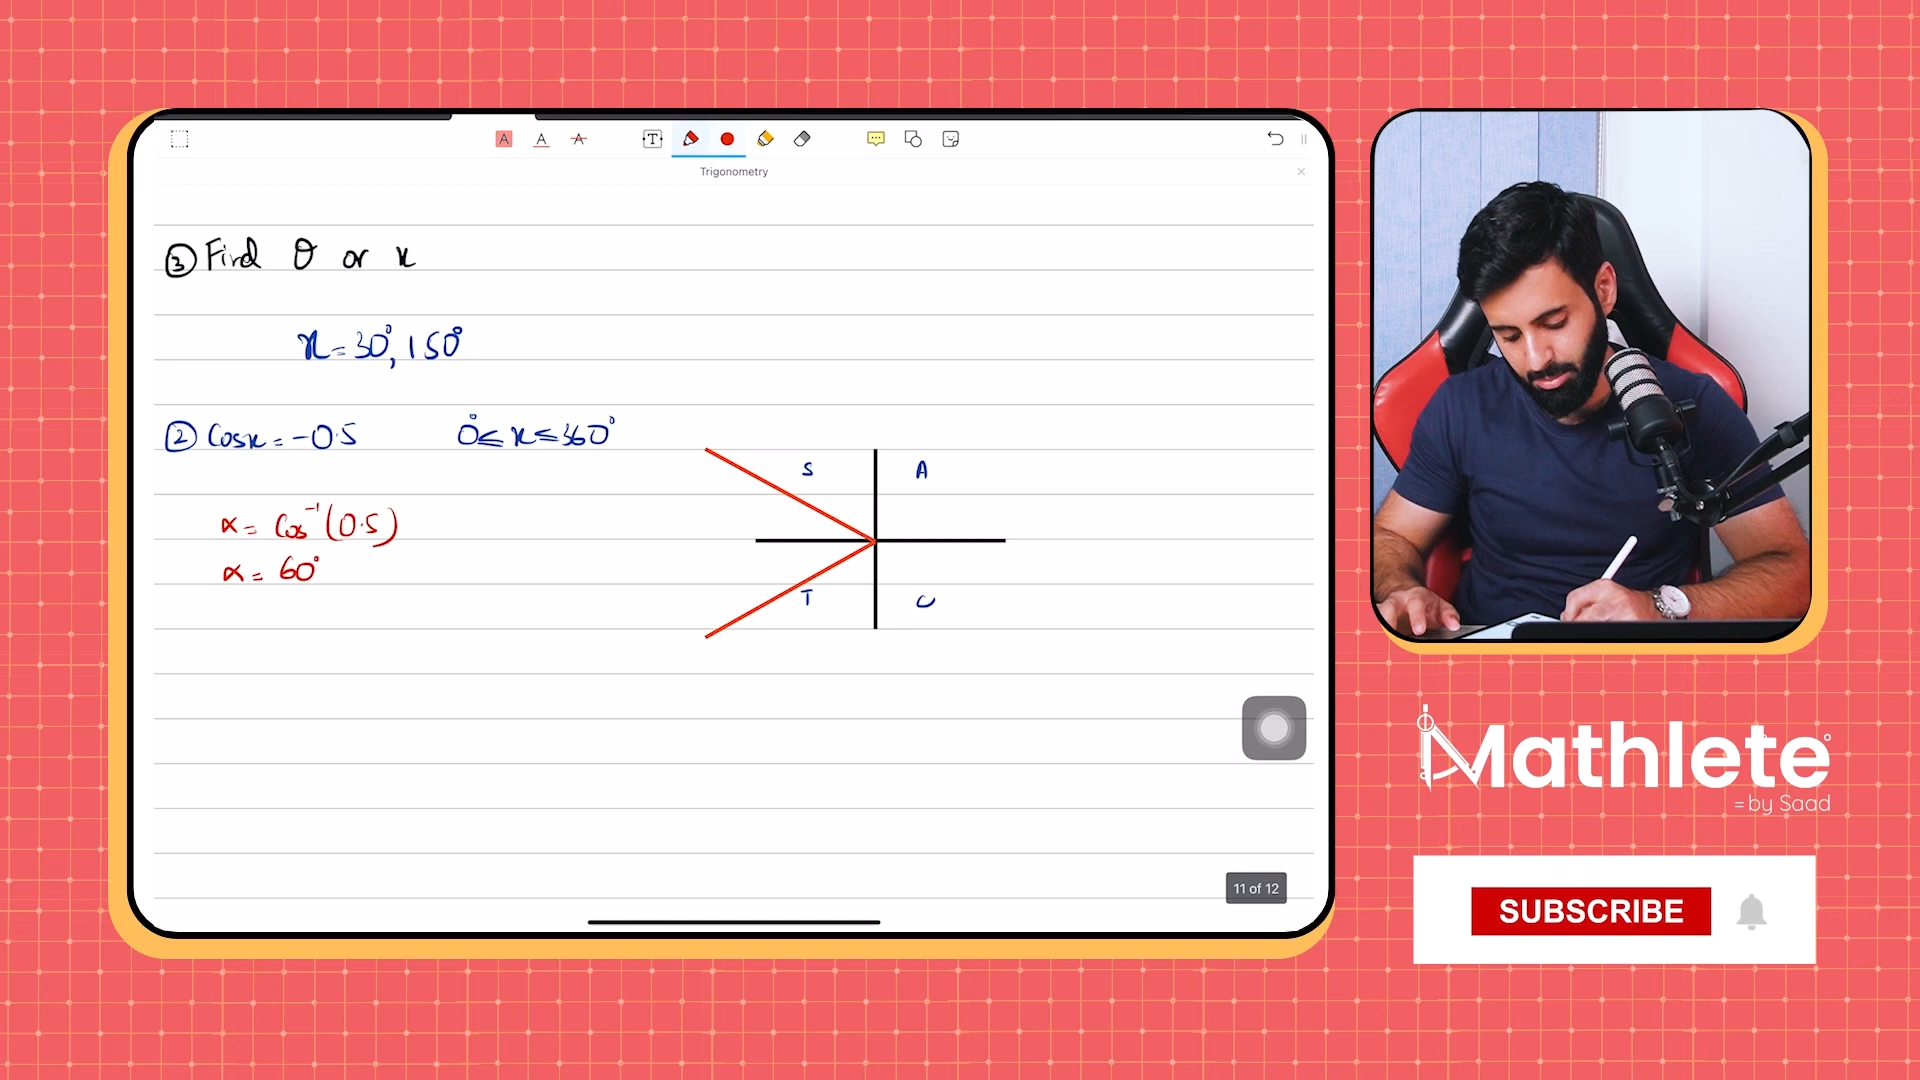 A A A T
Trigonometry
③ Find θ or x
x = 30°, 150°
② Cosx = -0.5 0° ≤ x ≤ 360°
S A
α = Cos⁻¹(0.5)
α = 60°
T C
Mathlete
= by Saad
11 of 12
SUBSCRIBE